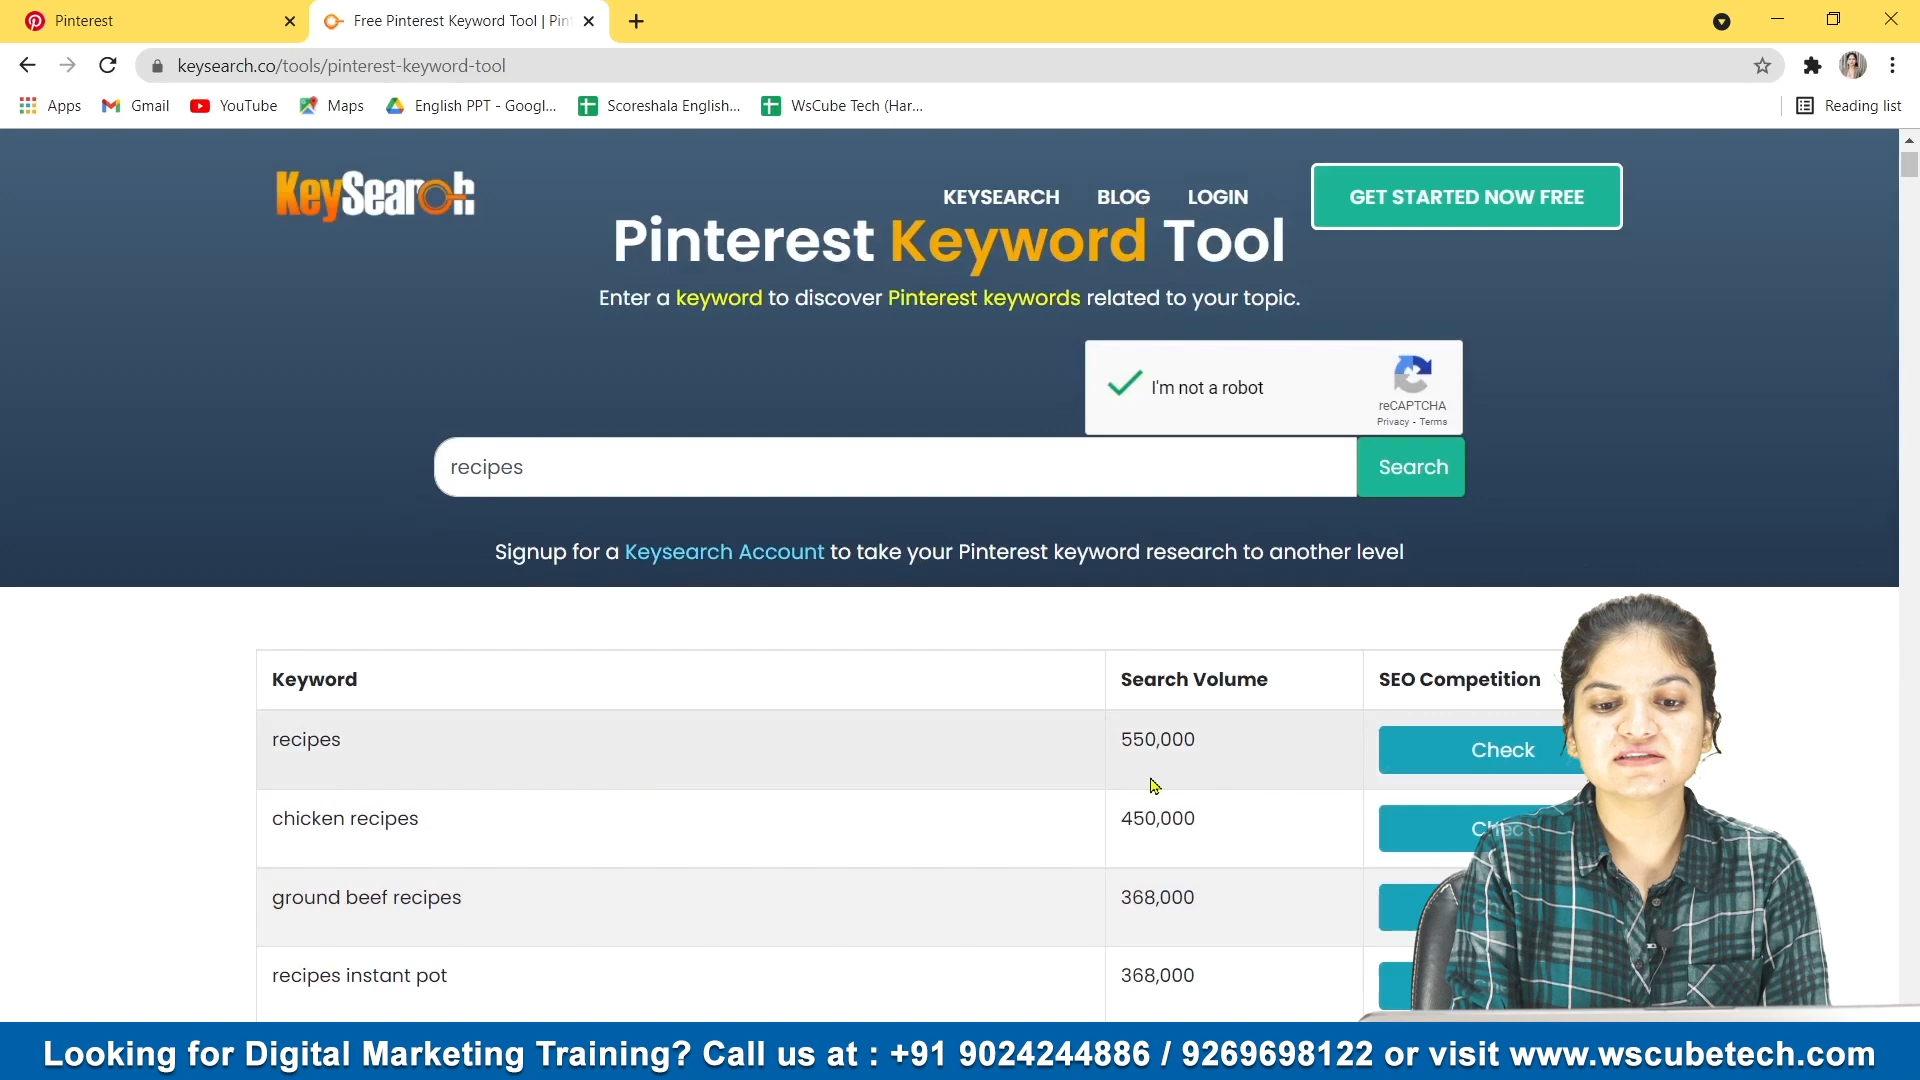 Pinterest
Free Pinterest Keyword Tool | Pin
keysearch.co/tools/pinterest-keyword-tool
Apps
Gmail
YouTube
Maps
English PPT - Googl...
Scoreshala English...
WsCube Tech (Har...
Reading list
KeySearch
KEYSEARCH
BLOG
LOGIN
GET STARTED NOW FREE
Pinterest Keyword Tool
Enter a keyword to discover Pinterest keywords related to your topic.
I'm not a robot
reCAPTCHA
Privacy - Terms
recipes
Search
Signup for a Keysearch Account to take your Pinterest keyword research to another level
Keyword Search Volume SEO Competition
recipes 550,000 Check
chicken recipes 450,000 Check
ground beef recipes 368,000
recipes instant pot 368,000
Looking for Digital Marketing Training? Call us at : +91 9024244886 / 9269698122 or visit www.wscubetech.com